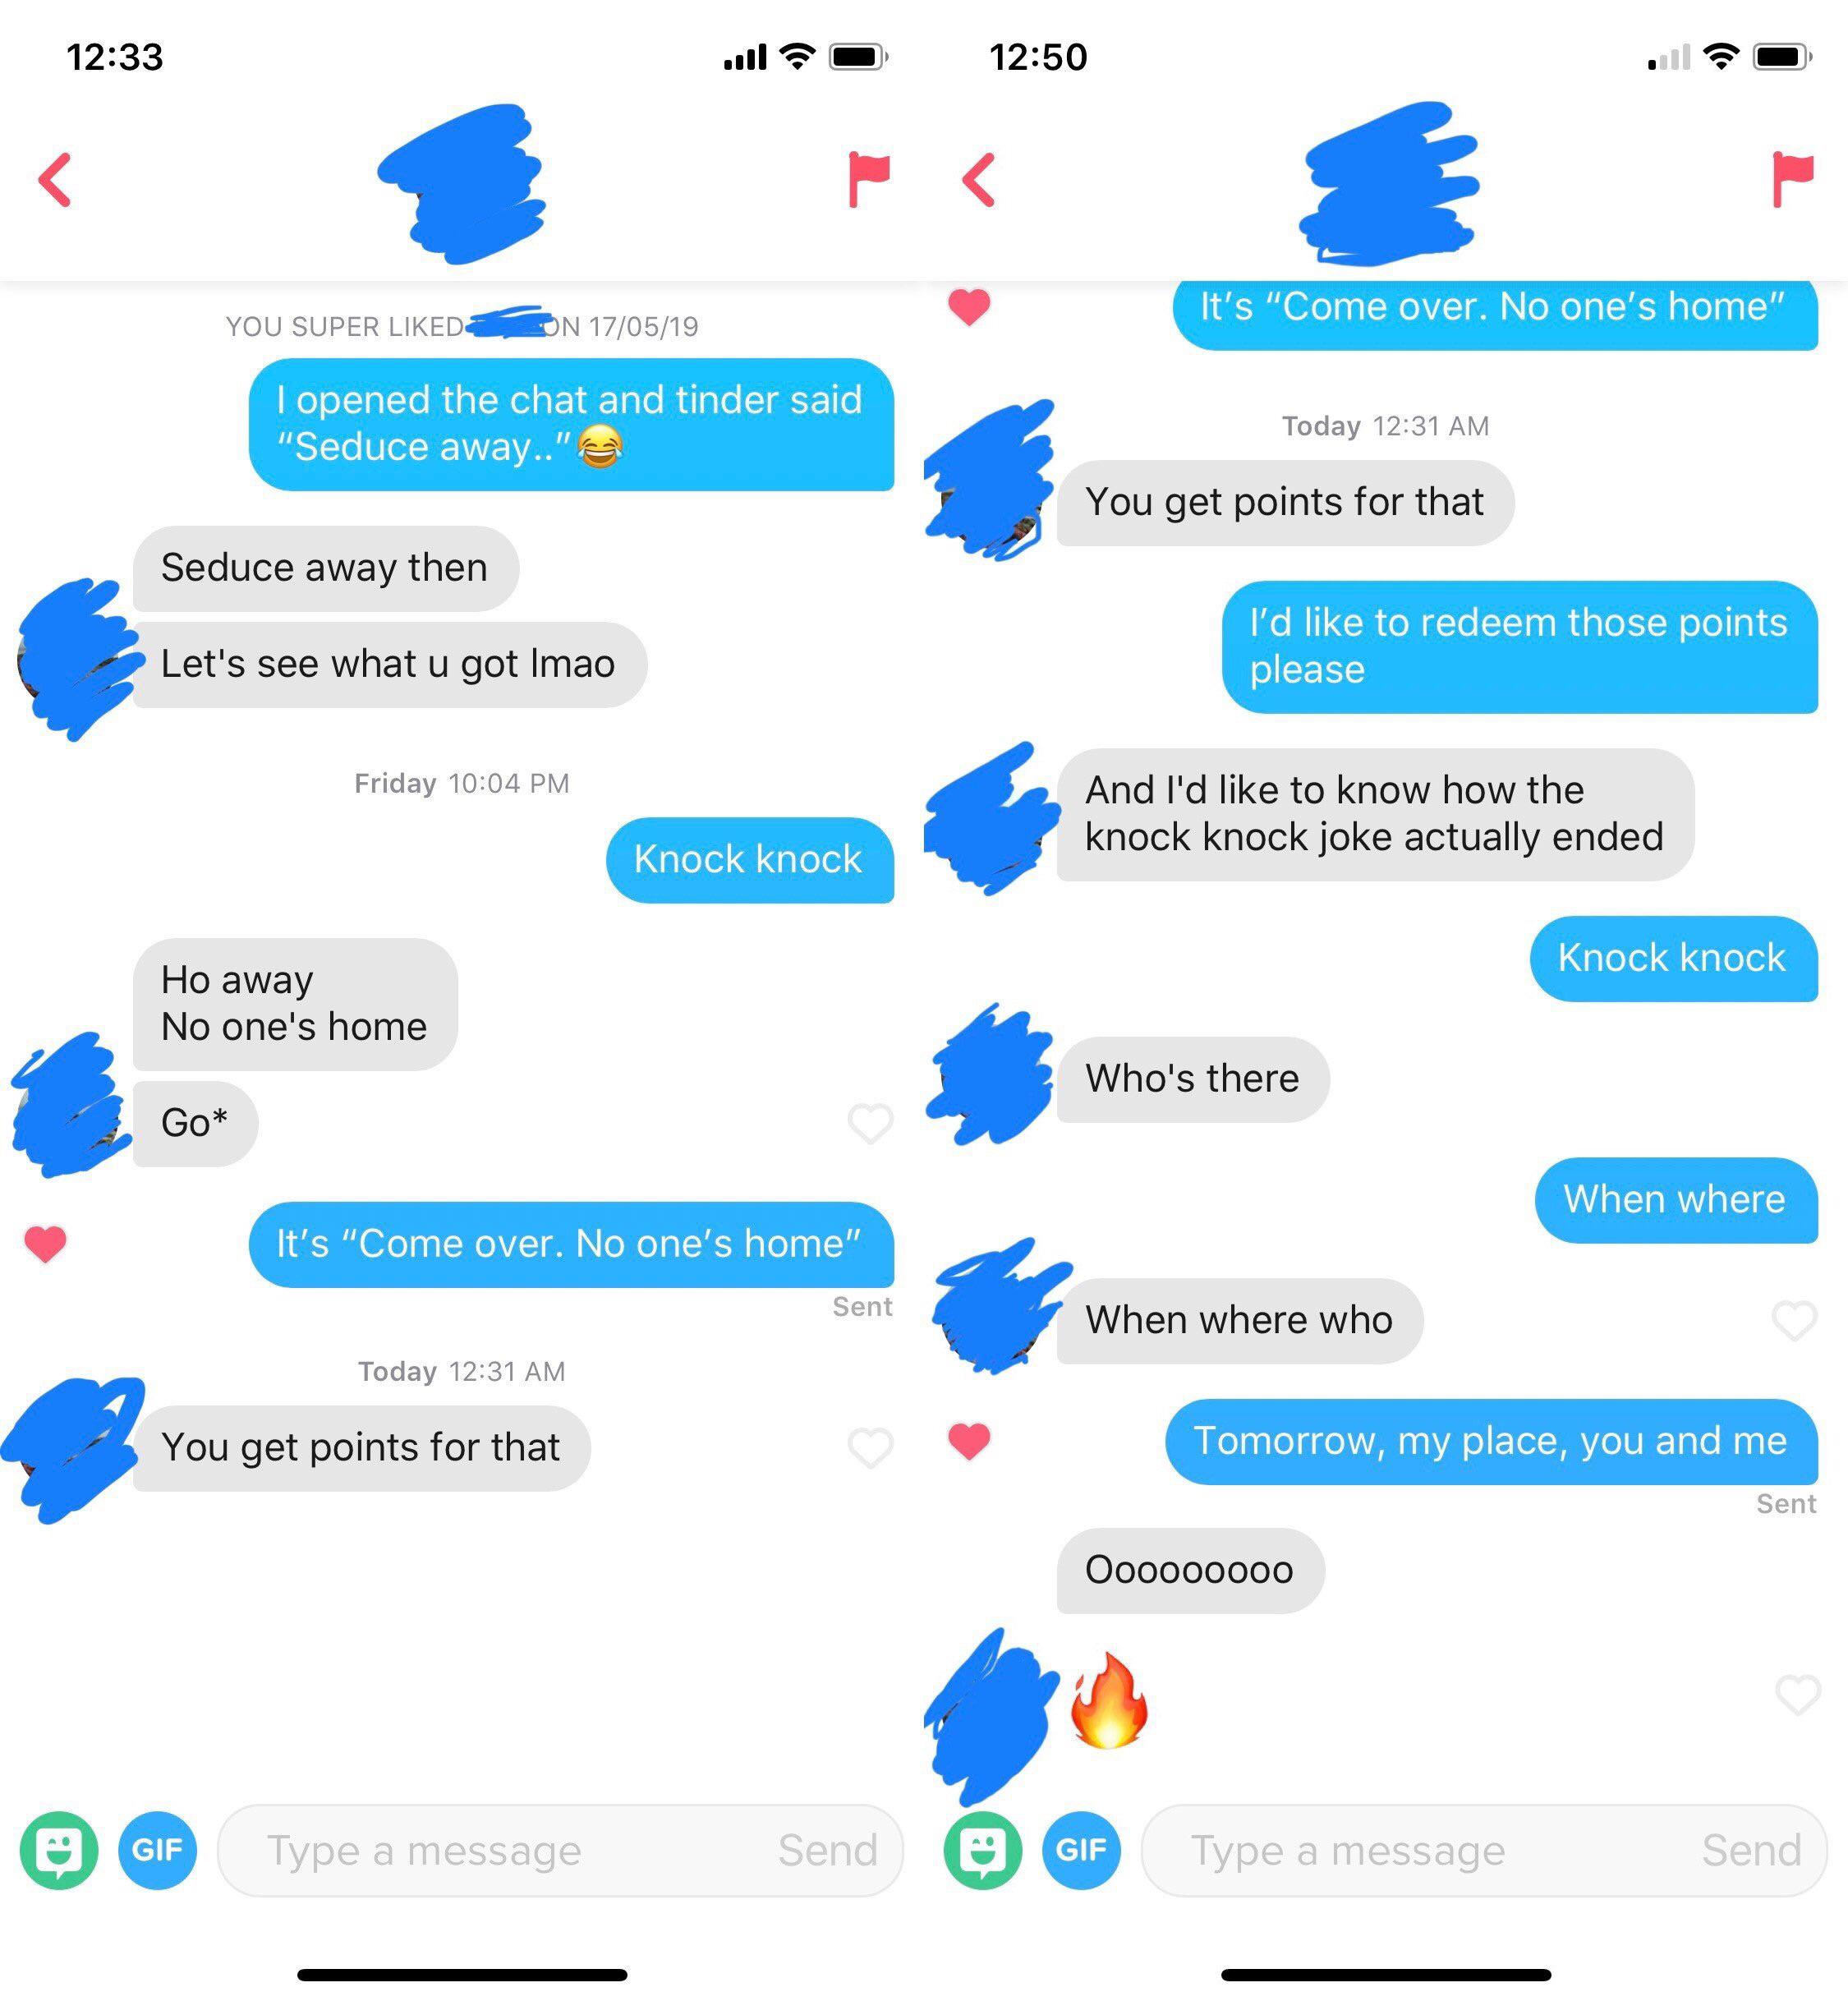 12:33
YOU SUPER LIKED ON 17/05/19
I opened the chat and tinder said
“Seduce away..”😂
Seduce away then
Let's see what u got lmao
Friday 10:04 PM
Knock knock
Ho away
No one's home
Go*
It’s “Come over. No one’s home”
Sent
Today 12:31 AM
You get points for that
GIF
Type a message
Send
12:50
It’s “Come over. No one’s home”
Today 12:31 AM
You get points for that
I’d like to redeem those points
please
And I'd like to know how the
knock knock joke actually ended
Knock knock
Who's there
When where
When where who
Tomorrow, my place, you and me
Sent
Ooooooooo
🔥
GIF
Type a message
Send